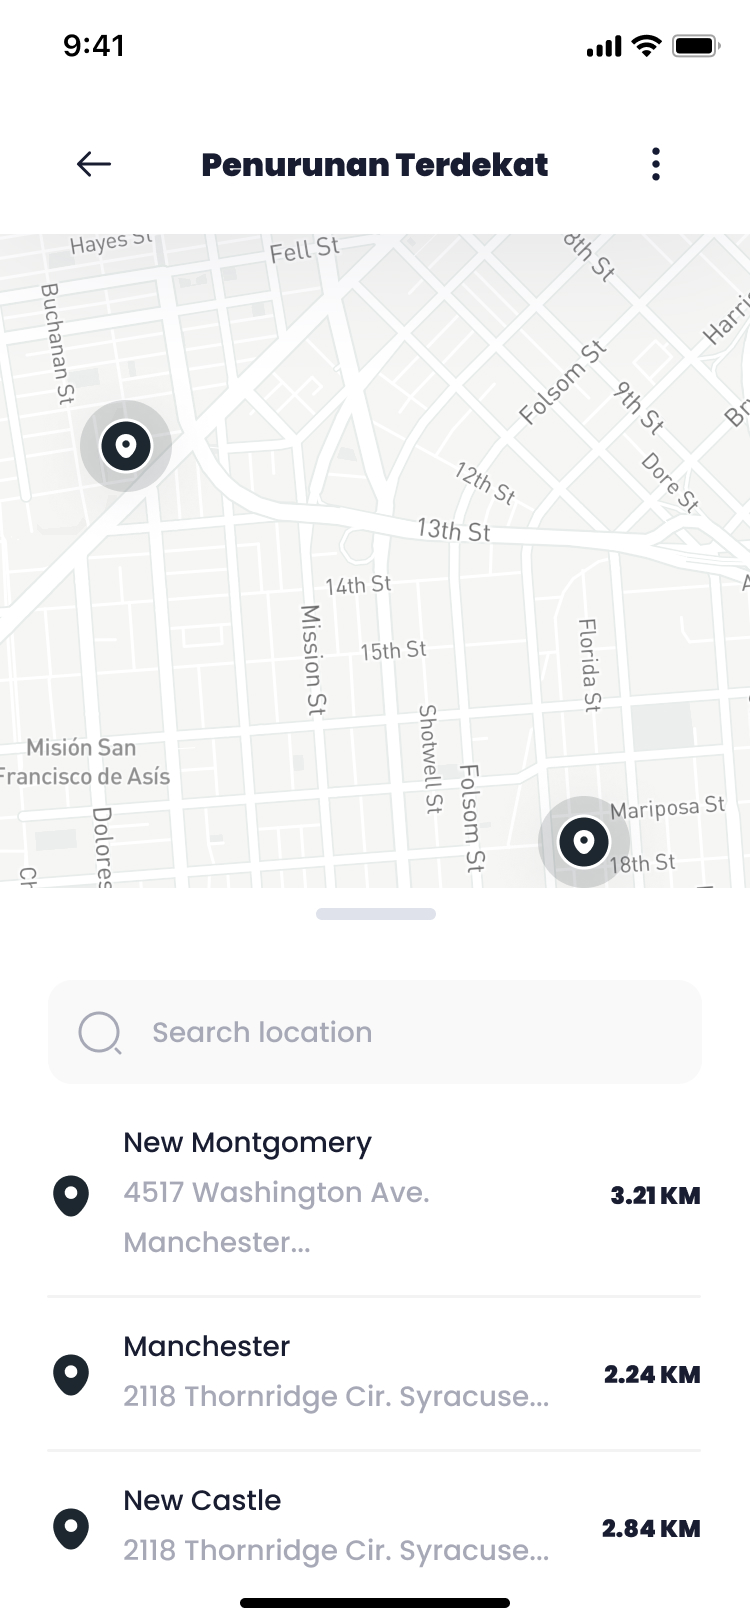 9:41
Penurunan Terdekat
Hayes St
Fell St
8th St
Buchanan St
Folsom St
9th St
12th St
Dore St
13th St
14th St
Mission St
15th St
Florida St
Misión San
Francisco de Asís
Shotwell St
Folsom St
Dolores
Mariposa St
18th St
Search location
New Montgomery
4517 Washington Ave.
Manchester...
3.21 KM
Manchester
2118 Thornridge Cir. Syracuse...
2.24 KM
New Castle
2118 Thornridge Cir. Syracuse...
2.84 KM